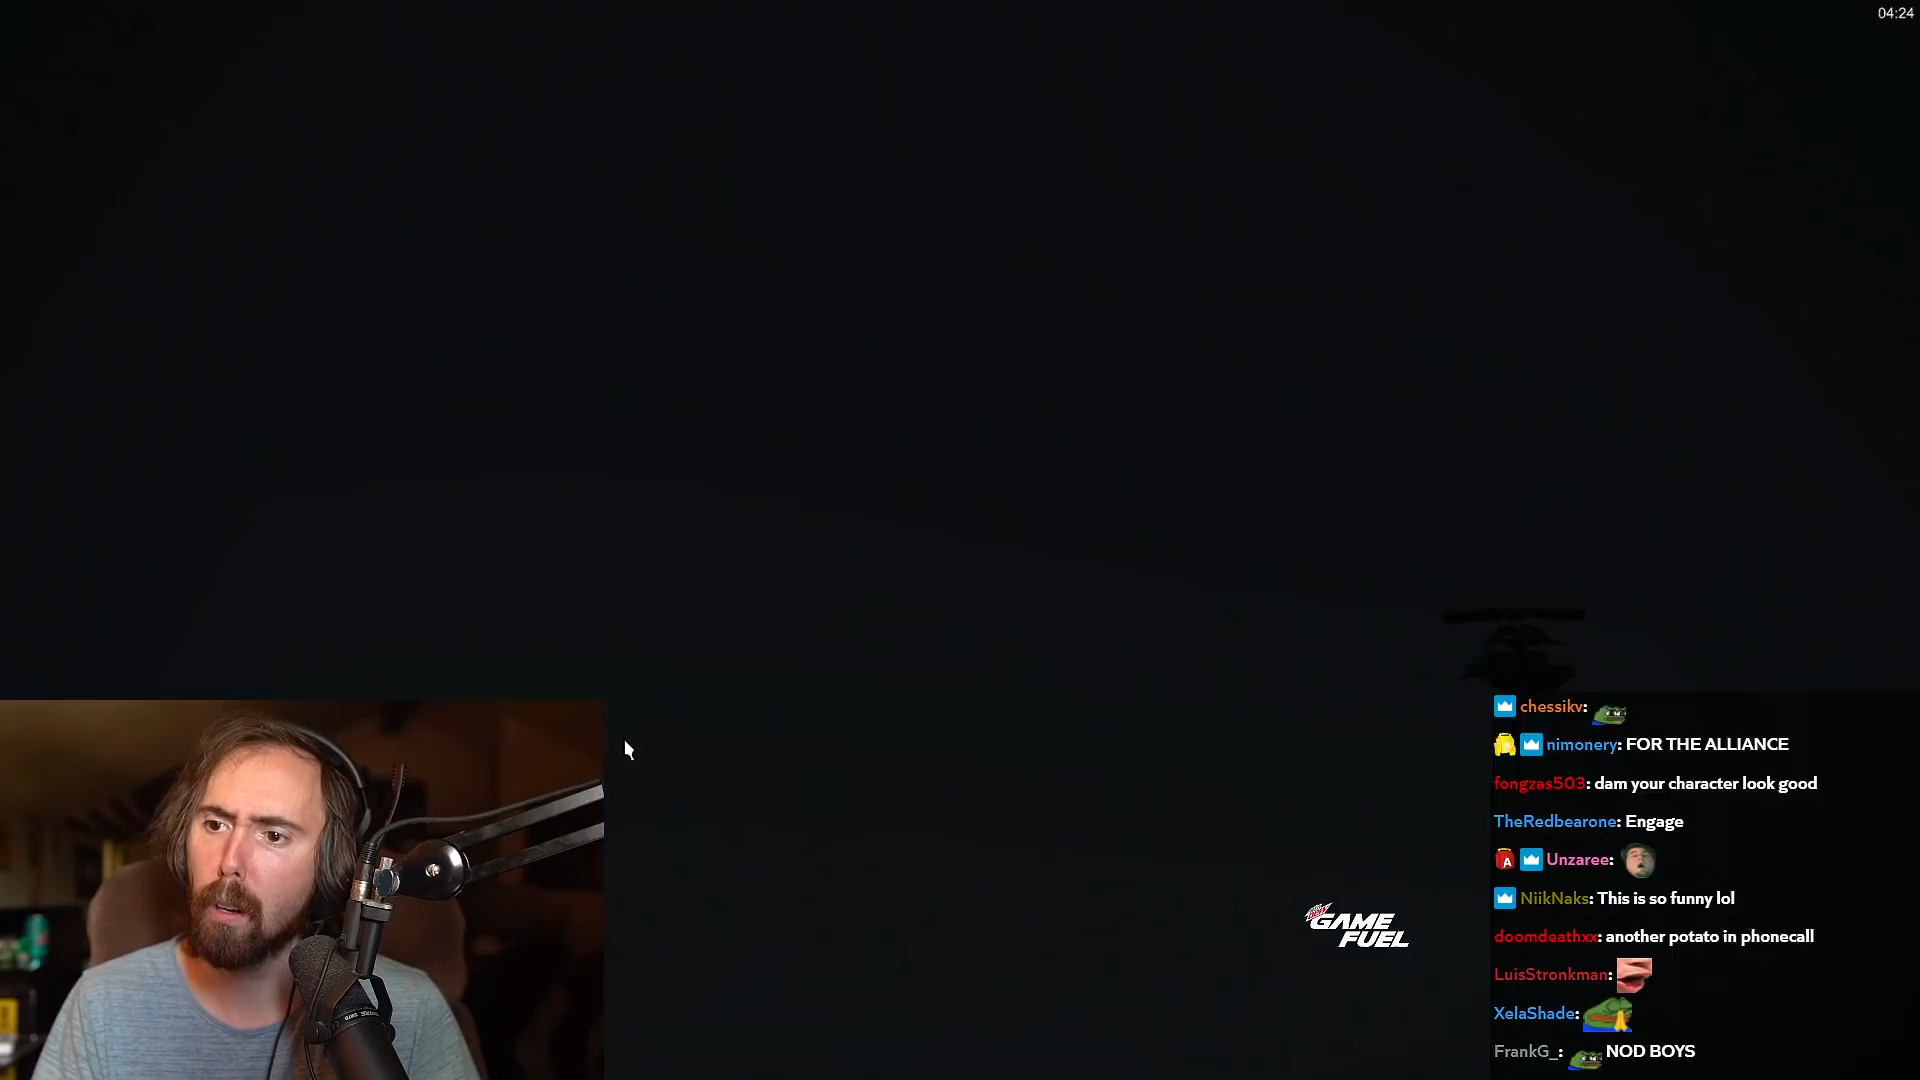 04:24
chessikv:
nimonery: FOR THE ALLIANCE
fongzas503: dam your character look good
TheRedbearone: Engage
A Unzaree:
NiikNaks: This is so funny lol
GAME
FUEL
doomdeathxx: another potato in phonecall
LuisStronkman:
XelaShade:
FrankG_: NOD BOYS